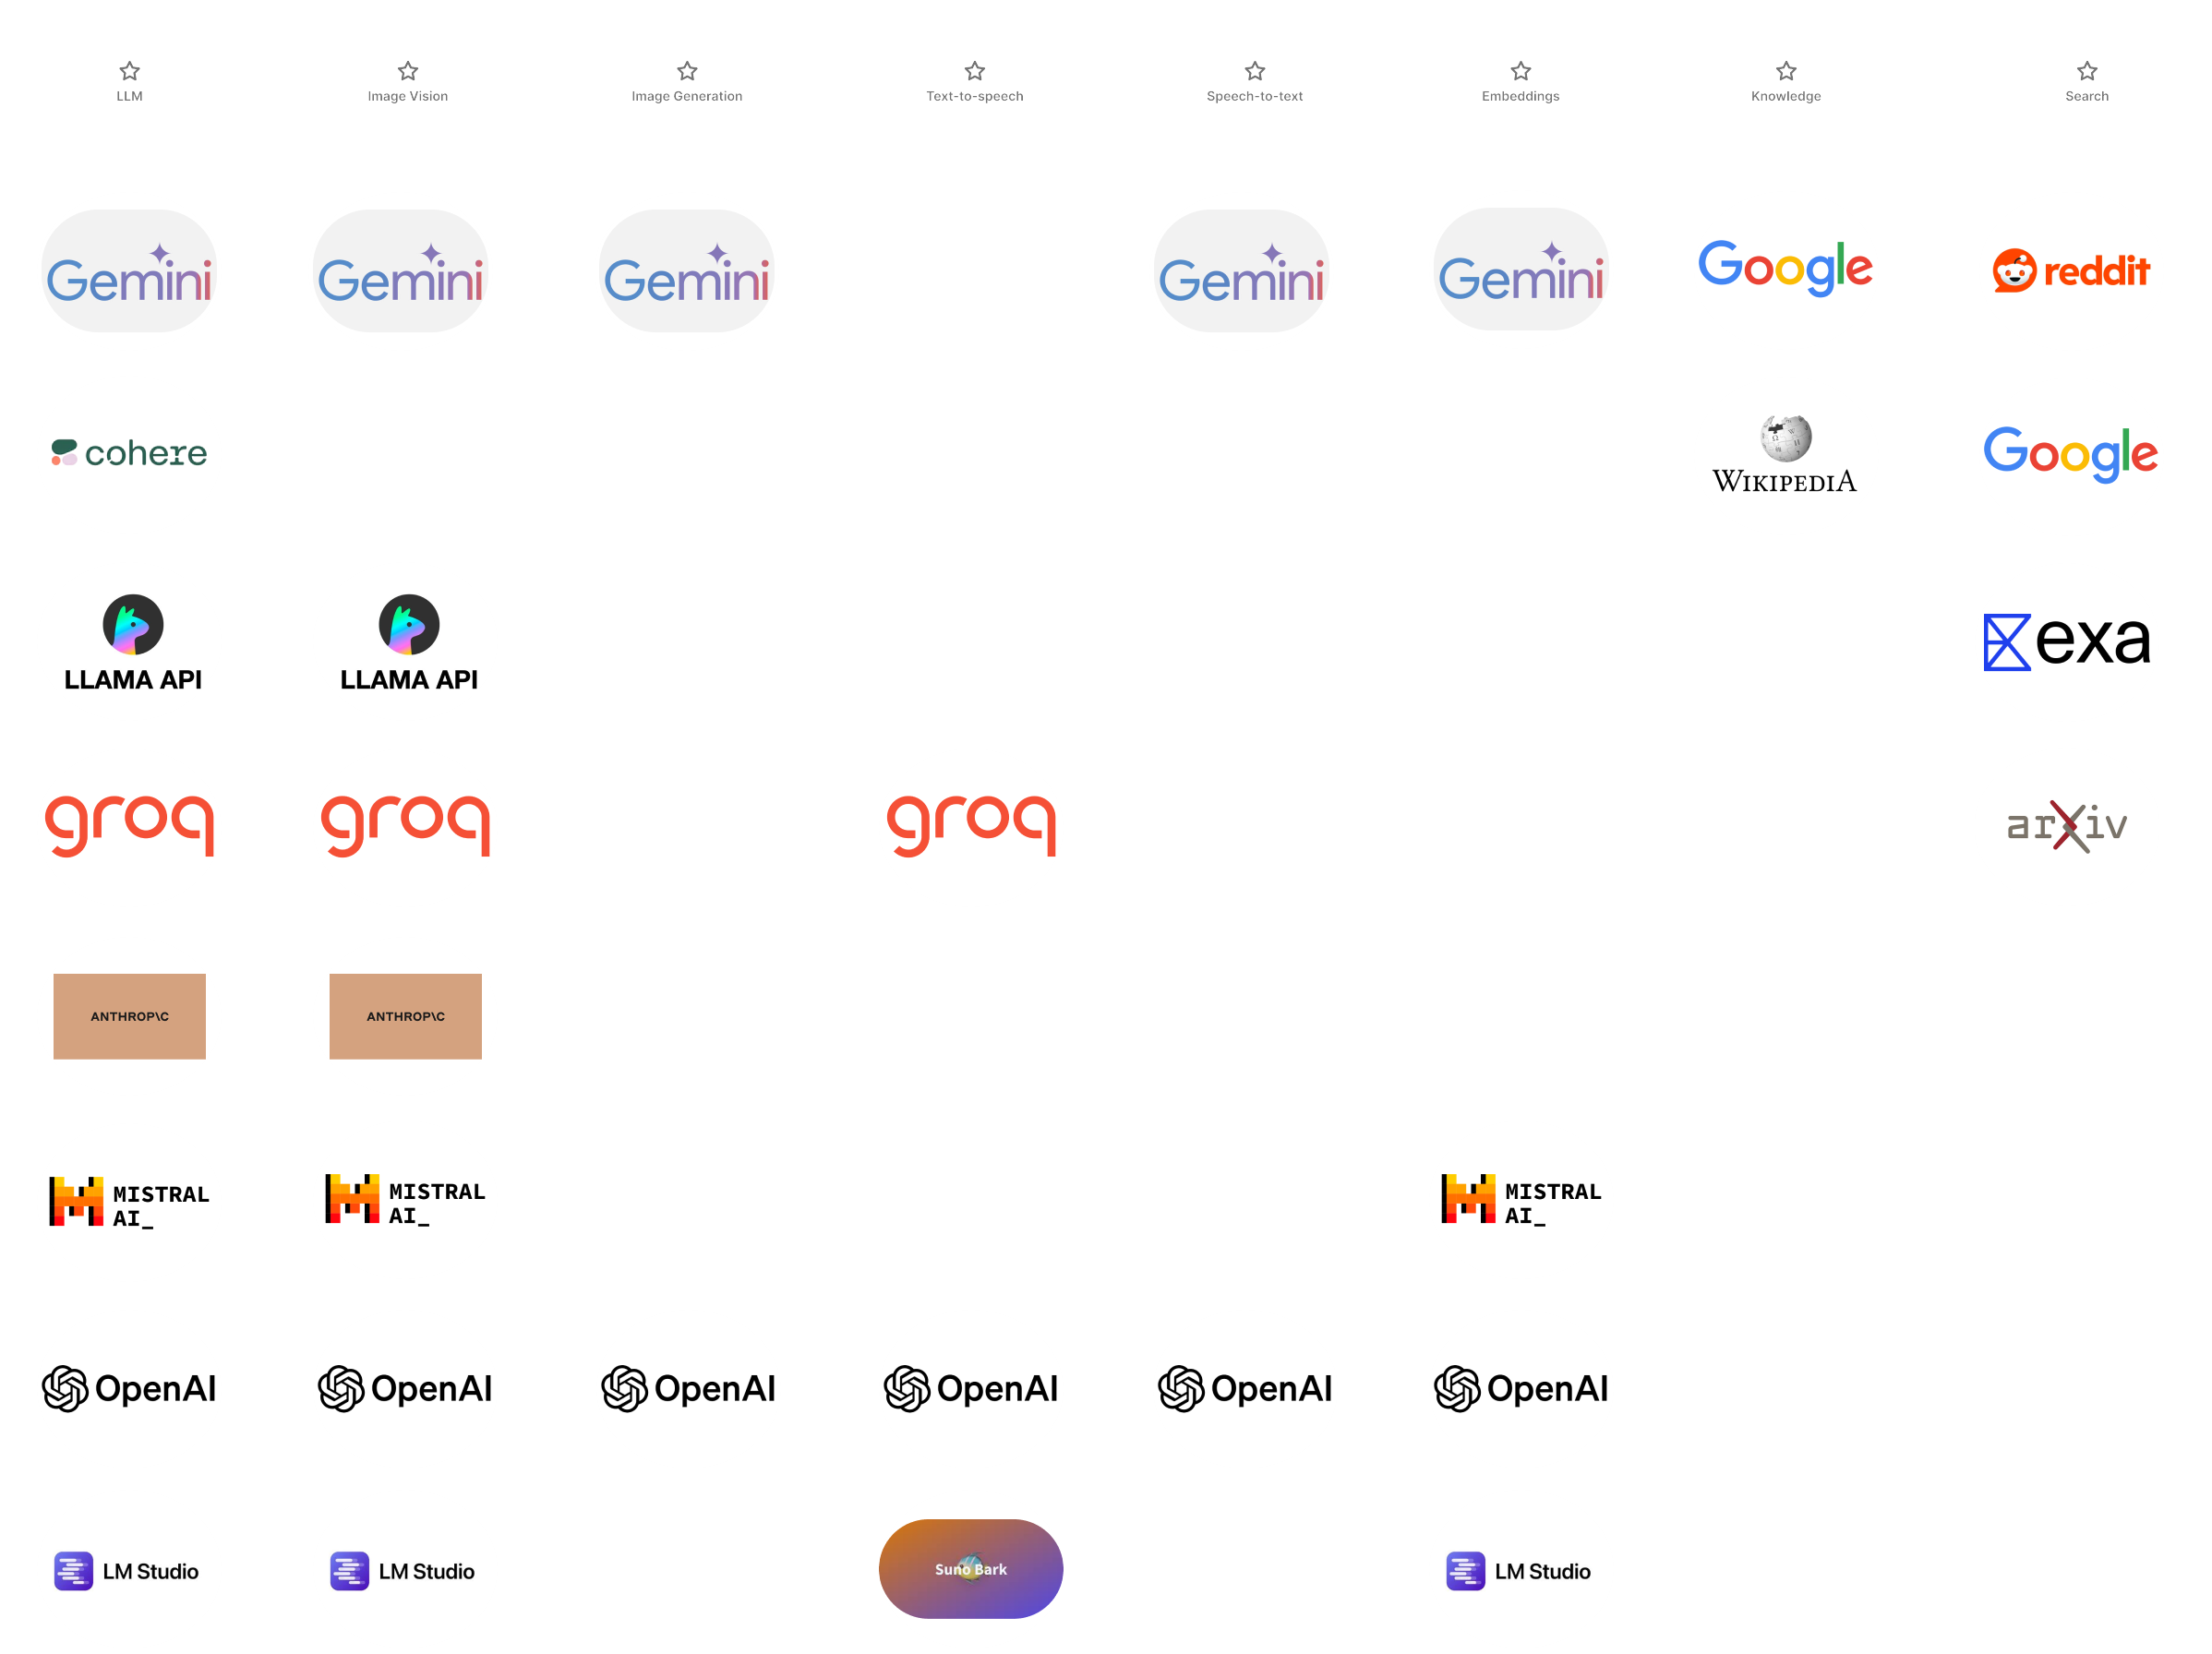 LLM
Image Vision
Image Generation
Text-to-speech
Speech-to-text
Embeddings
Knowledge
Search
Gemini
Gemini
Gemini
Gemini
Gemini
Google
reddit
cohere
WIKIPEDIA
Google
LLAMA API
LLAMA API
exa
groq
groq
groq
arXiv
ANTHROP\C
ANTHROP\C
MISTRAL
AI_
MISTRAL
AI_
MISTRAL
AI_
OpenAI
OpenAI
OpenAI
OpenAI
OpenAI
OpenAI
LM Studio
LM Studio
Suno Bark
LM Studio